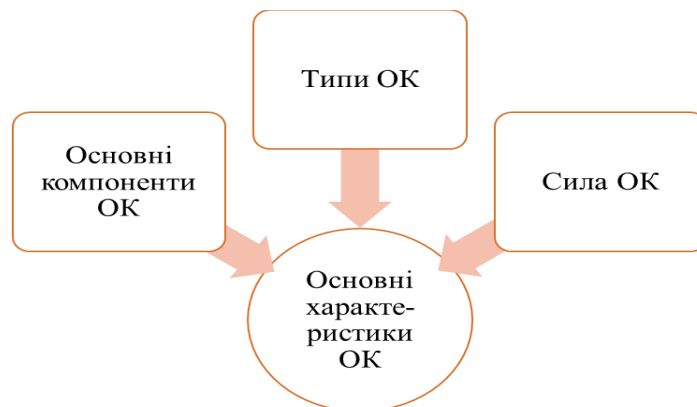 Типи ОК
Основні
компоненти
ОК
Сила ОК
Основні
характе-
ристики
ОК